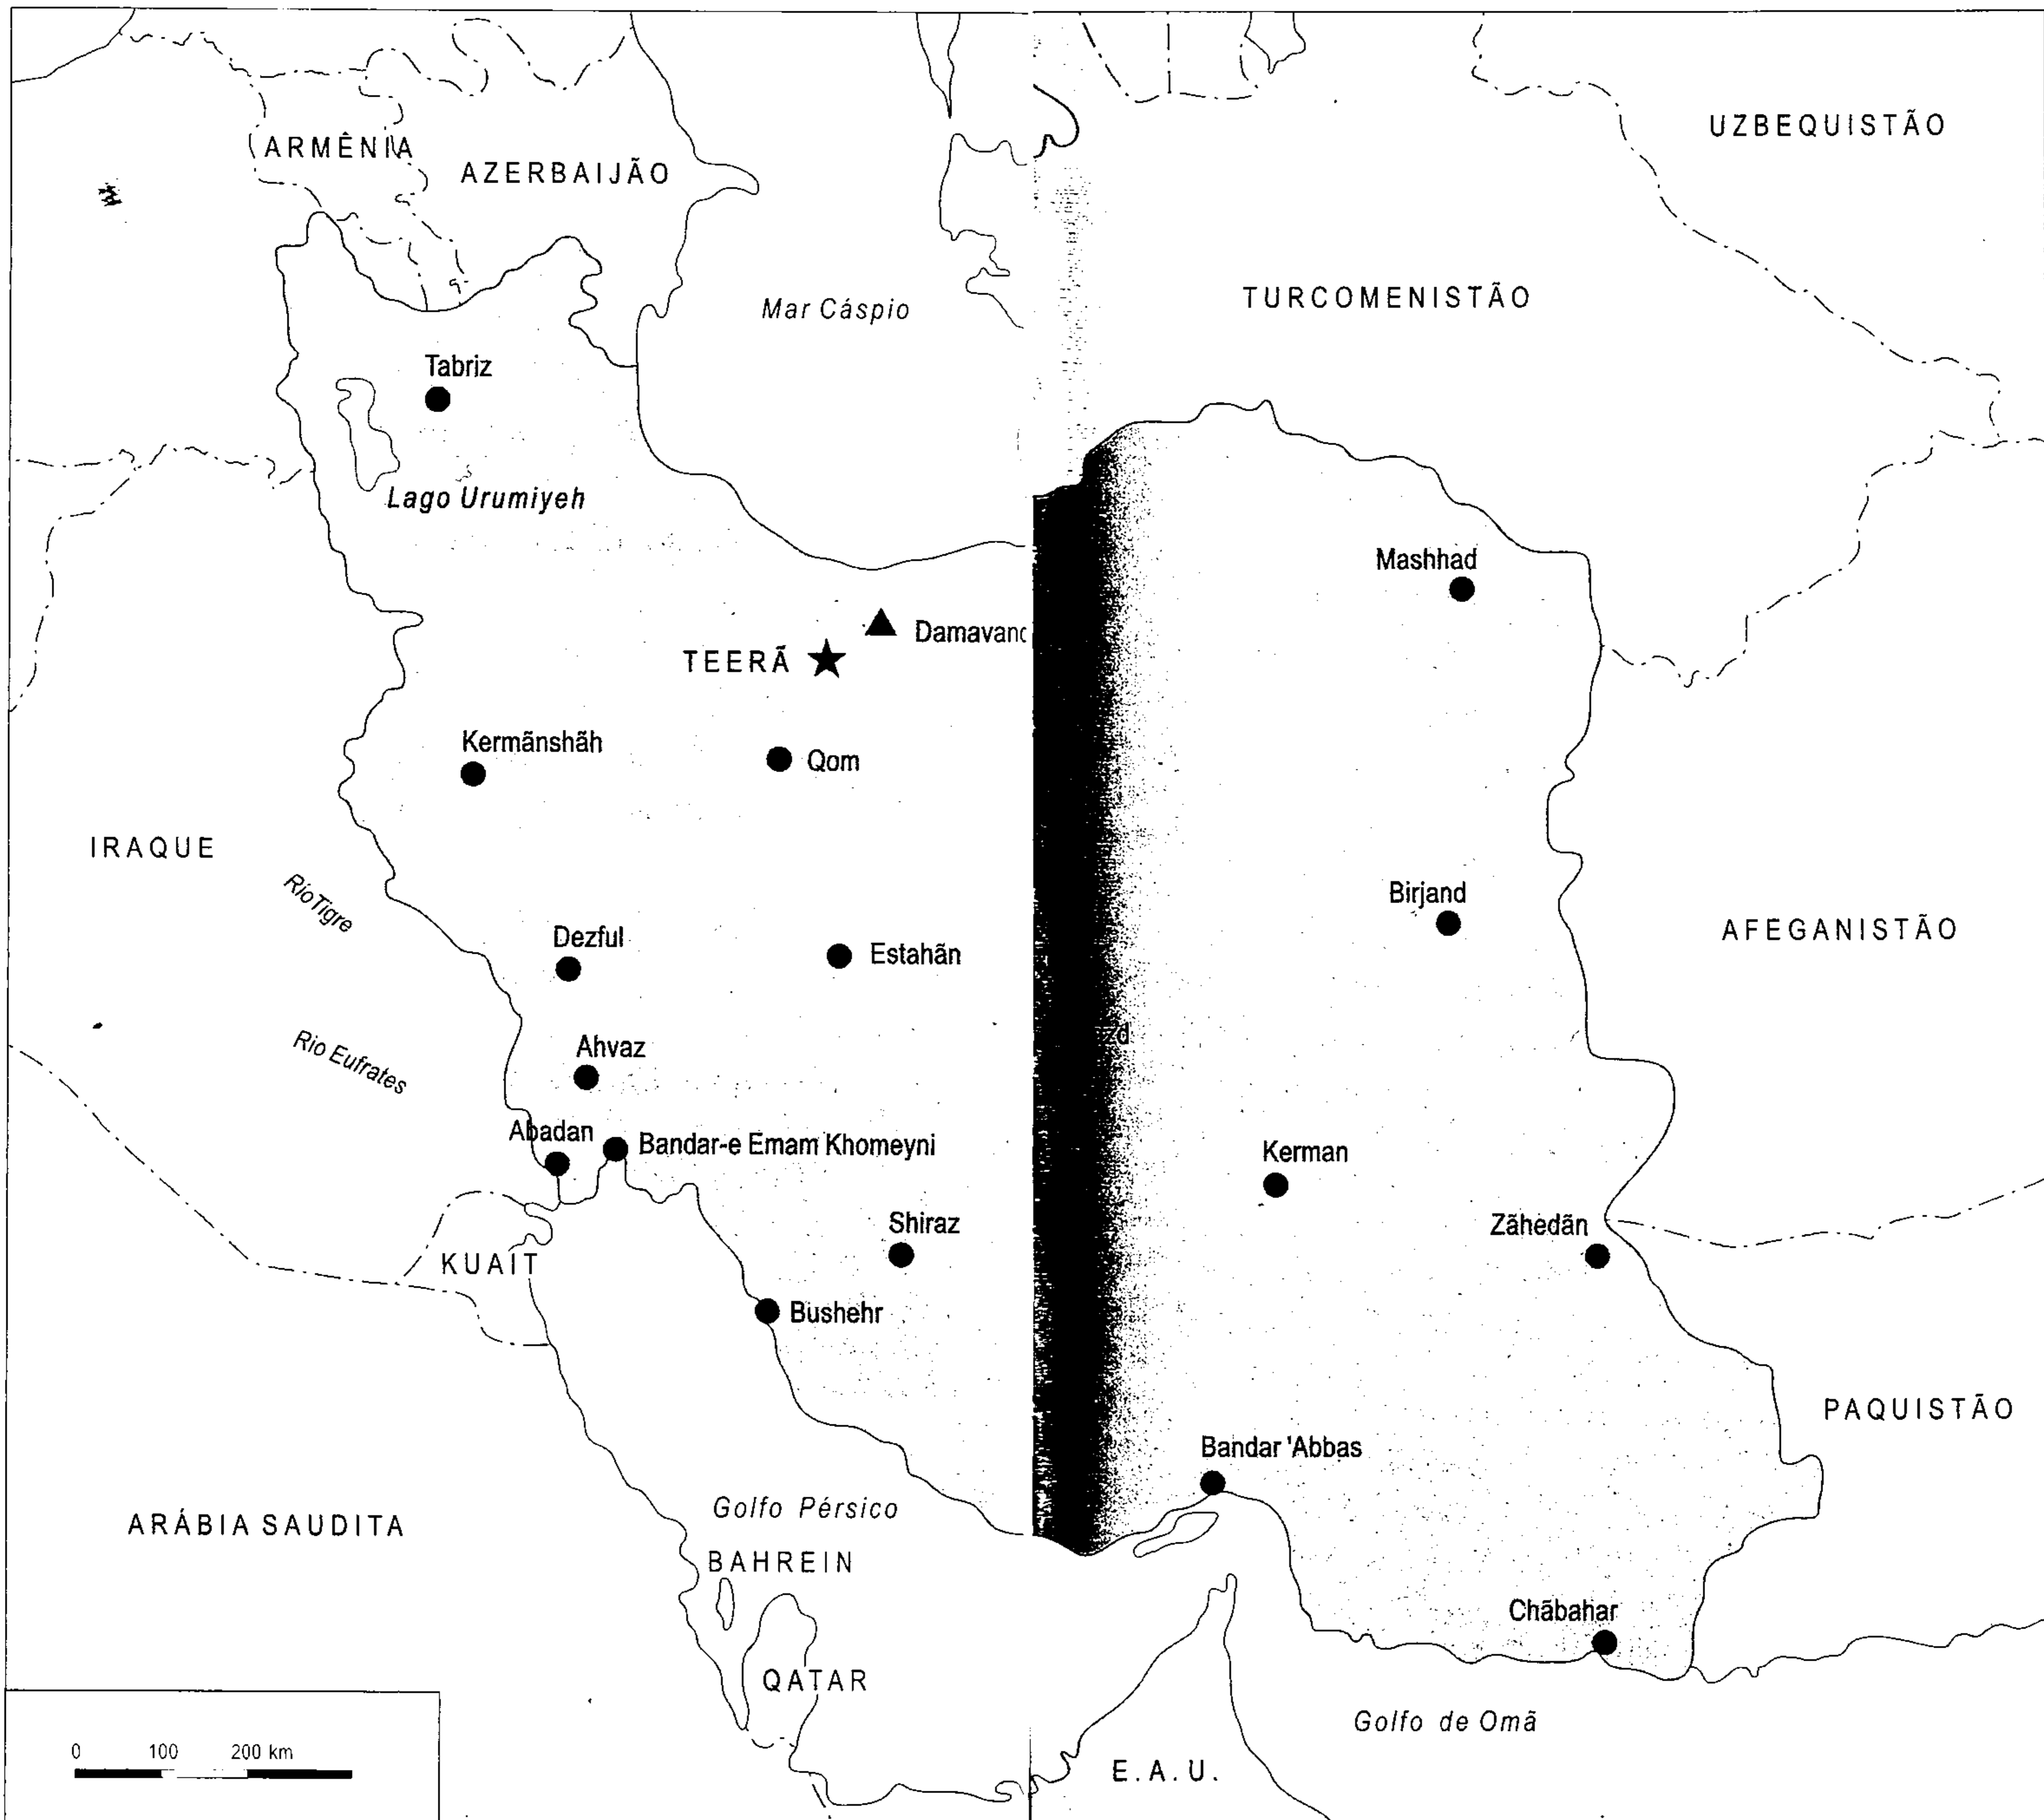 UZBEQUISTÃO
ARMÊNIA
AZERBAIJÃO
Mar Cáspio
TURCOMENISTÃO
Tabriz
Lago Urumiyeh
Mashhad
Damavand
TEERÃ
Kermãnshãh
Qom
IRAQUE
Rio Tigre
Birjand
AFEGANISTÃO
Dezful
Estahãn
Rio Eufrates
Ahvaz
Abadan
Bandar-e Emam Khomeyni
Kerman
Shiraz
Zãhedãn
KUAIT
Bushehr
PAQUISTÃO
Bandar 'Abbas
Golfo Pérsico
ARÁBIA SAUDITA
BAHREIN
Chãbahar
QATAR
Golfo de Omã
E.A.U.
0 100 200 km